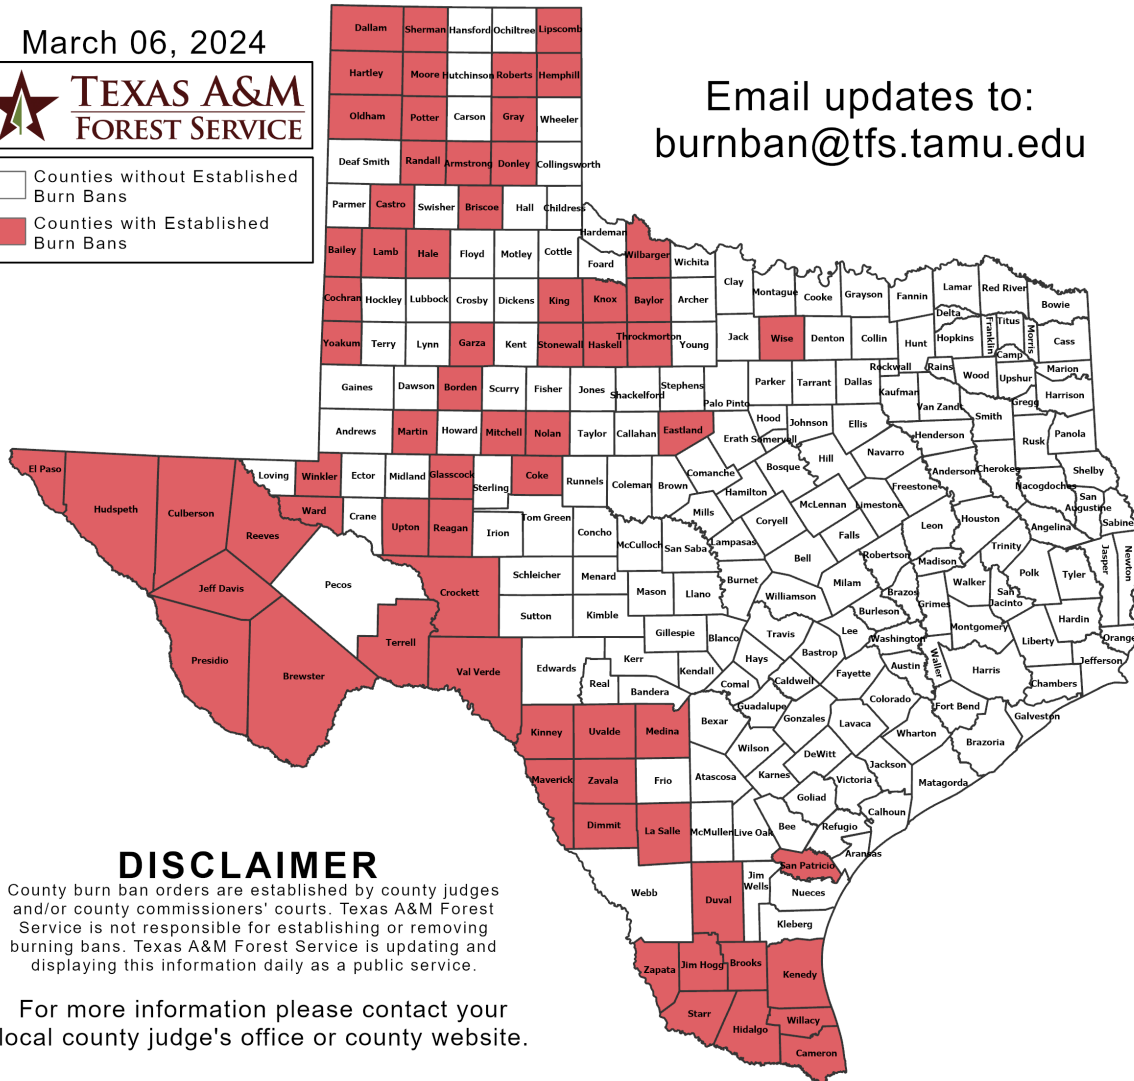 March 06, 2024
TEXAS A&M
FOREST SERVICE
Counties without Established
Burn Bans
Counties with Established
Burn Bans
Email updates to:
burnban@tfs.tamu.edu
Dallam Sherman Hansford Ochiltree Lipscomb
Hartley Moore Hutchinson Roberts Hemphill
Oldham Potter Carson Gray Wheeler
Deaf Smith Randall Armstrong Donley Collingsworth
Parmer Castro Swisher Briscoe Hall Childress
Hardeman
Bailey Lamb Hale Floyd Motley Cottle Foard Wilbarger Wichita
Clay Montague Cooke Grayson Fannin Lamar Red River Bowie
Cochran Hockley Lubbock Crosby Dickens King Knox Baylor Archer
Delta Franklin Titus Morris Cass
Yoakum Terry Lynn Garza Kent Stonewall Haskell Throckmorton Young Jack Wise Denton Collin Hunt Hopkins
Camp Marion
Rockwall Rains Wood Upshur Harrison
Gaines Dawson Borden Scurry Fisher Jones Shackelford Stephens Palo Pinto Parker Tarrant Dallas Kaufman Van Zandt Smith Gregg
Andrews Martin Howard Mitchell Nolan Taylor Callahan Eastland Erath Hood Somervell Johnson Ellis Henderson Rusk Panola
El Paso Hudspeth Culberson Reeves Loving Winkler Ector Midland Glasscock Sterling Coke Runnels Coleman Brown Comanche Bosque Hill Navarro Anderson Cherokee Nacogdoches Shelby
Ward Crane Upton Reagan Irion Tom Green Concho McCulloch San Saba Mills Hamilton Coryell McLennan Limestone Freestone Leon Houston Angelina San
Augustine Sabine
Lampasas Falls Robertson Madison Trinity Jasper Newton
Jeff Davis Pecos Crockett Schleicher Menard Mason Llano Burnet Bell Milam Brazos Grimes Walker San
Jacinto Polk Tyler
Williamson Burleson Hardin
Presidio Brewster Terrell Val Verde Sutton Kimble Gillespie Blanco Travis Lee Washington Montgomery Liberty Orange
Edwards Real Kerr Kendall Hays Bastrop Fayette Austin Waller Harris Jefferson
Bandera Comal Caldwell Colorado Chambers
Kinney Uvalde Medina Bexar Guadalupe Gonzales Lavaca Wharton Fort Bend Galveston
Brazoria
Maverick Zavala Frio Atascosa Wilson Karnes DeWitt Victoria Jackson Matagorda
Dimmit La Salle McMullen Live Oak Bee Goliad Refugio Calhoun
Aransas
San Patricio
Webb Duval Jim
Wells Nueces
Kleberg
Zapata Jim Hogg Brooks Kenedy
Starr Hidalgo Willacy
Cameron
DISCLAIMER
County burn ban orders are established by county judges
and/or county commissioners' courts. Texas A&M Forest
Service is not responsible for establishing or removing
burning bans. Texas A&M Forest Service is updating and
displaying this information daily as a public service.
For more information please contact your
local county judge's office or county website.